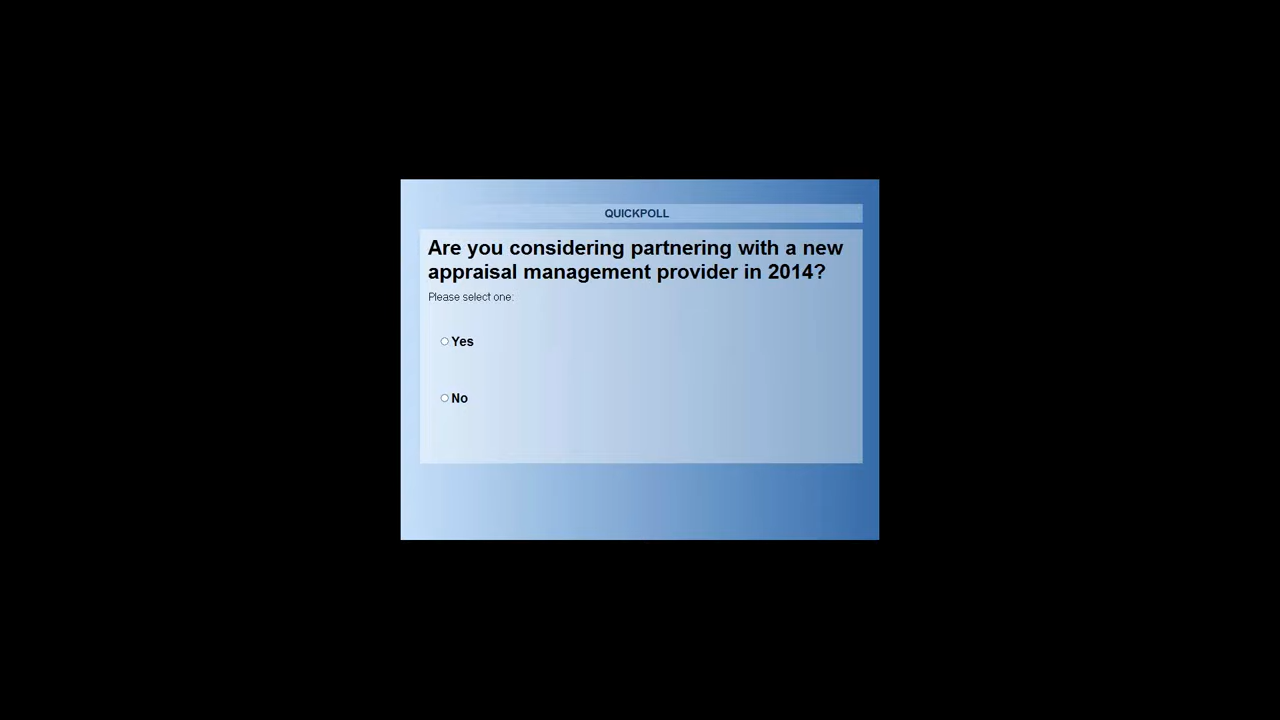 QUICKPOLL
Are you considering partnering with a new
appraisal management provider in 2014?
Please select one:
Yes
No